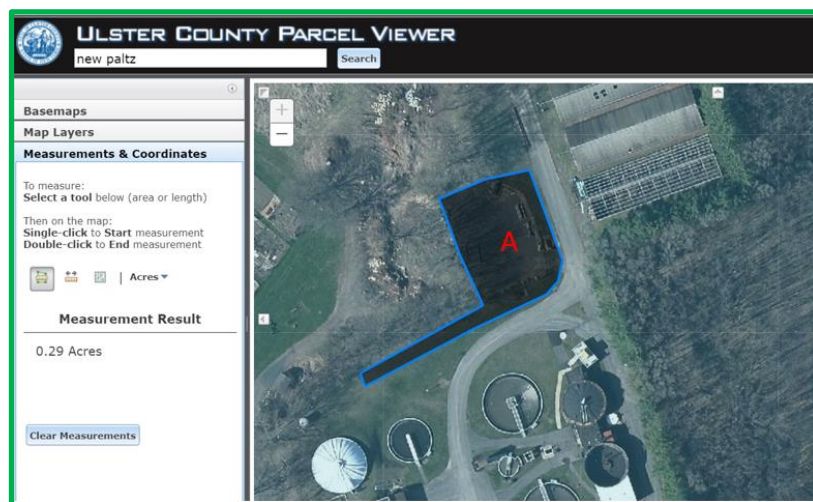 ULSTER COUNTY PARCEL VIEWER
new paltz
Search
Basemaps
Map Layers
Measurements & Coordinates
To measure:
Select a tool below (area or length)
Then on the map:
Single-click to Start measurement
Double-click to End measurement
| Acres
Measurement Result
0.29 Acres
Clear Measurements
+
−
A